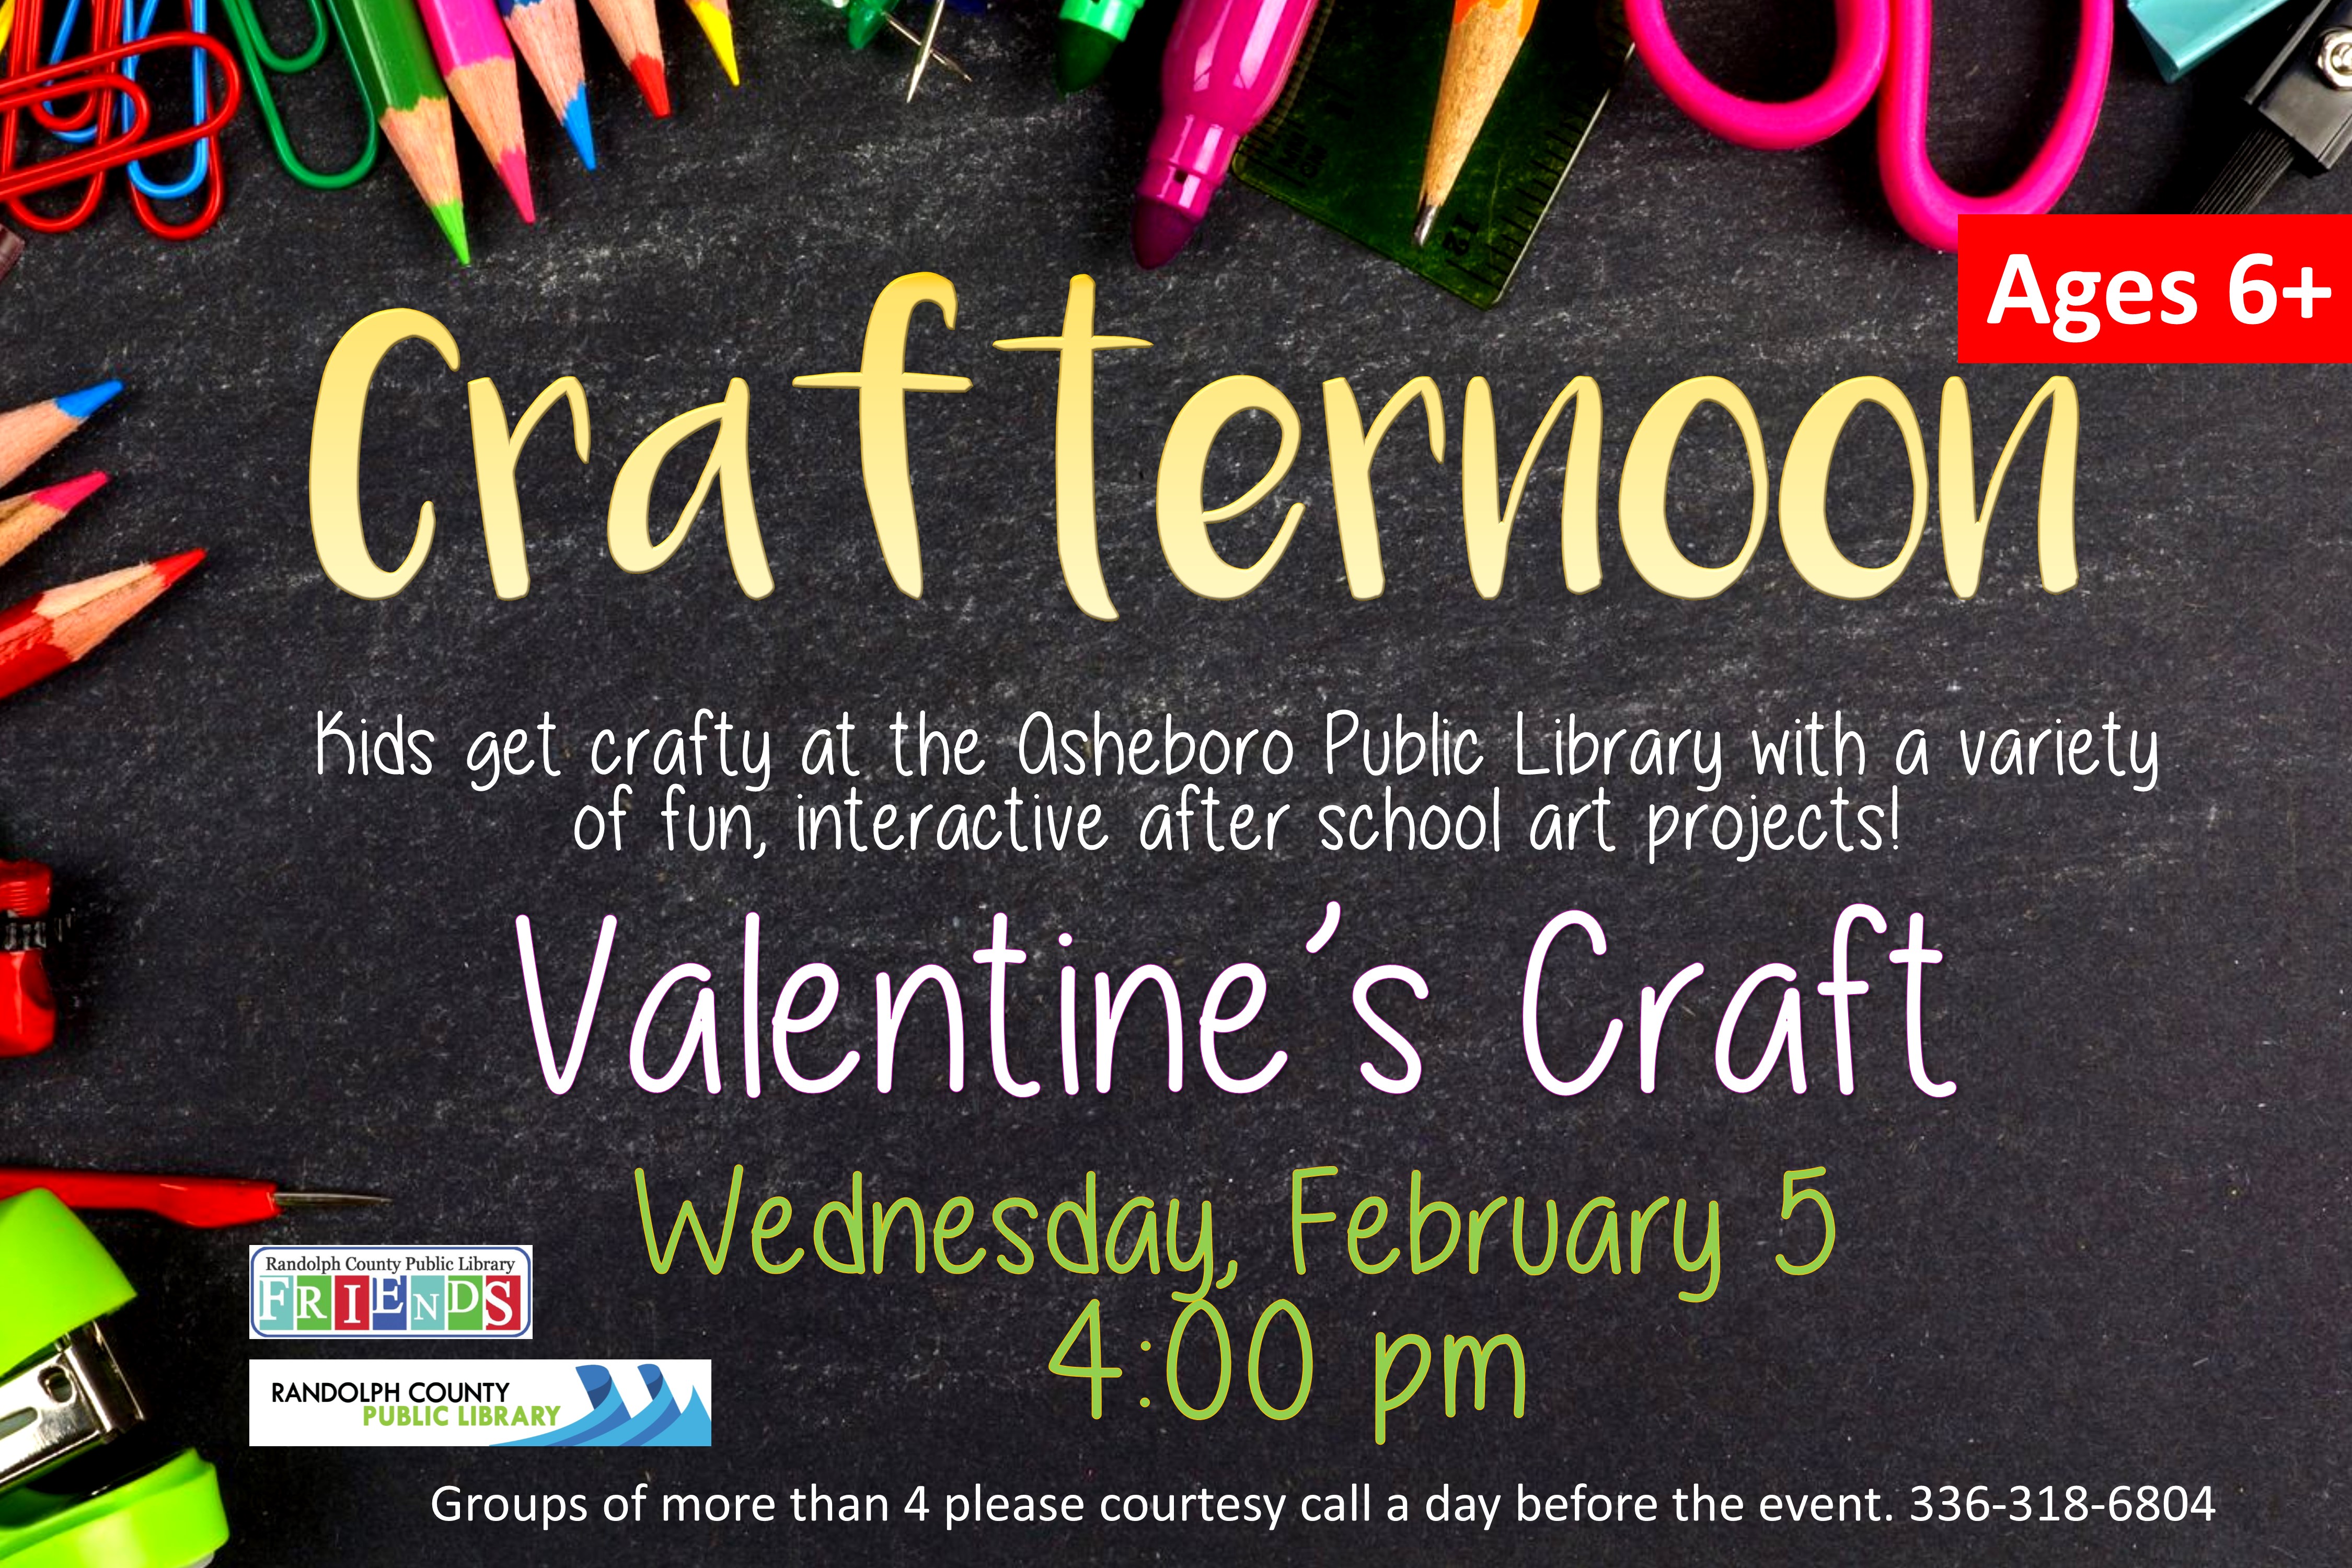 Ages 6+
Crafternoon
Kids get crafty at the Asheboro Public Library with a variety
of fun, interactive after school art projects!
Valentine's Craft
Wednesday, February 5
4:00 pm
Randolph County Public Library
FRIENDS
RANDOLPH COUNTY
PUBLIC LIBRARY
Groups of more than 4 please courtesy call a day before the event. 336-318-6804
12